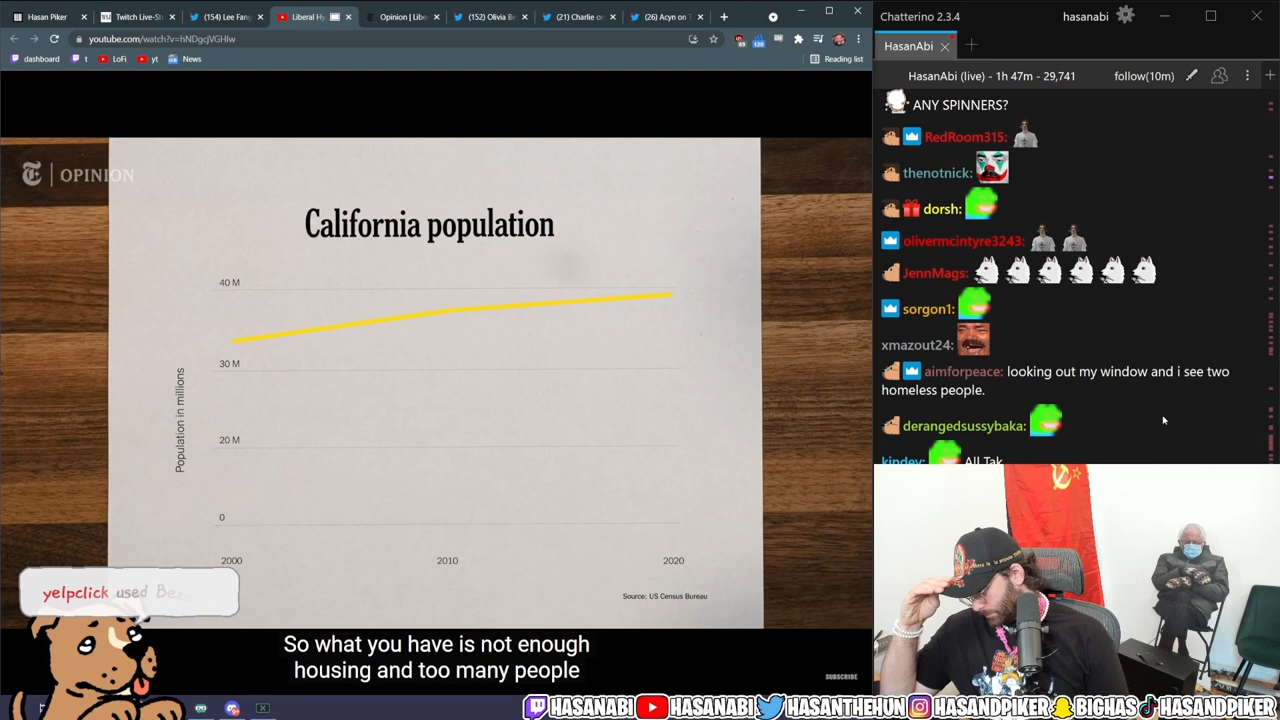 Hasan Piker
Twitch Live-St
(154) Lee Fang
Liberal Hy
Opinion | Libe
(152) Olivia Be
(21) Charlie on
(26) Acyn on T
youtube.com/watch?v=hNDgcjVGHIw
dashboard
t
LoFi
yt
News
Reading list
OPINION
California population
40 M
30 M
20 M
0
Population in millions
2000
2010
2020
Source: US Census Bureau
yelpclick used
So what you have is not enough
housing and too many people
SUBSCRIBE
Chatterino 2.3.4
hasanabi
HasanAbi
HasanAbi (live) - 1h 47m - 29,741
follow(10m)
ANY SPINNERS?
RedRoom315:
thenotnick:
dorsh:
olivermcintyre3243:
JennMags:
sorgon1:
xmazout24:
aimforpeace: looking out my window and i see two
homeless people.
derangedsussybaka:
kindev: All Tak
HASANABI HASANABI HASANTHEHUN HASANDPIKER BIGHAS HASANDPIKER